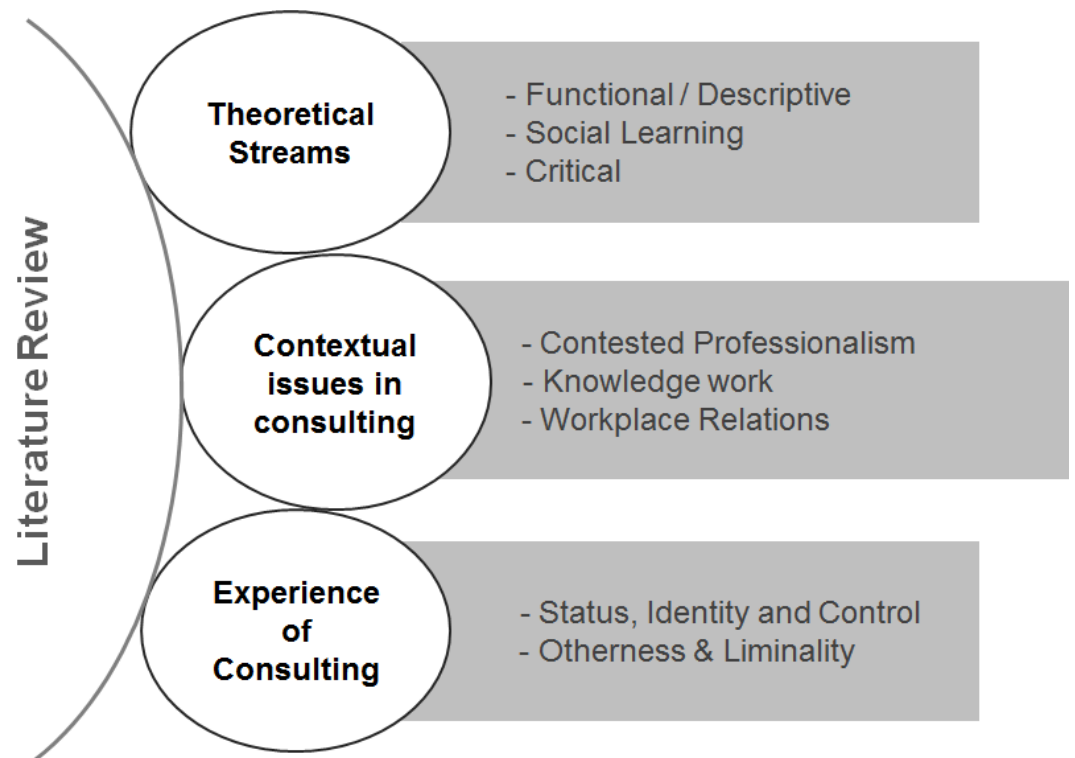 Literature Review
Theoretical
Streams
- Functional / Descriptive
- Social Learning
- Critical
Contextual
issues in
consulting
- Contested Professionalism
- Knowledge work
- Workplace Relations
Experience
of
Consulting
- Status, Identity and Control
- Otherness & Liminality